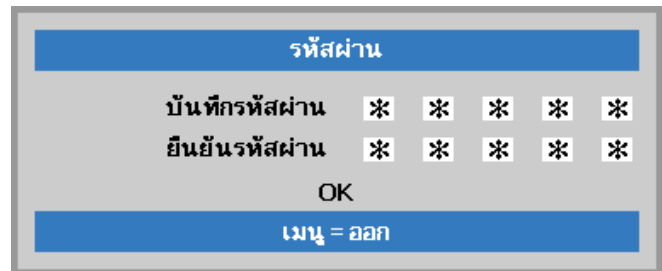 รหัสผ่าน
บันทึกรหัสผ่าน * * * * *
ยืนยันรหัสผ่าน * * * * *
OK
เมนู = ออก